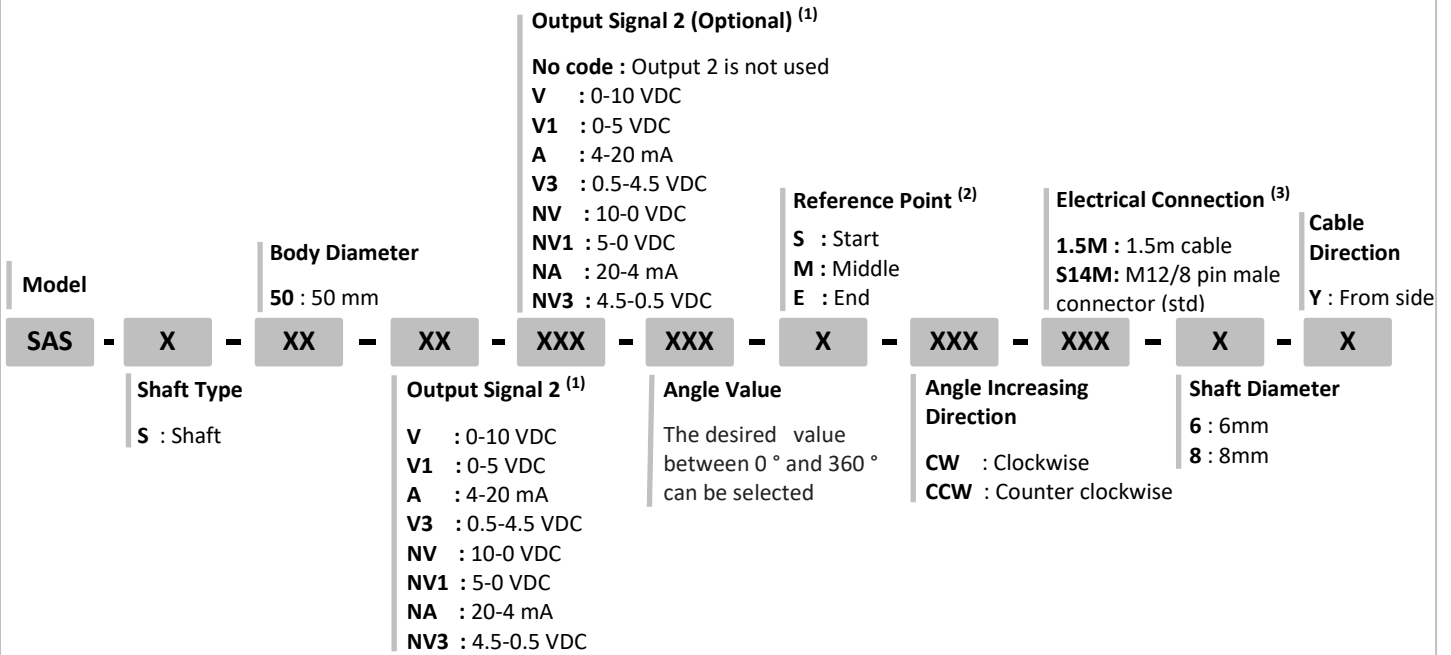 Output Signal 2 (Optional) (1)
No code : Output 2 is not used
V : 0-10 VDC
V1 : 0-5 VDC
A : 4-20 mA
V3 : 0.5-4.5 VDC
NV : 10-0 VDC
NV1 : 5-0 VDC
NA : 20-4 mA
NV3 : 4.5-0.5 VDC
Reference Point (2)
S : Start
M : Middle
E : End
Electrical Connection (3)
1.5M : 1.5m cable
S14M: M12/8 pin male
connector (std)
Cable
Direction
Y : From side
Body Diameter
50 : 50 mm
Model
SAS - X - XX - XX - XXX - XXX - X - XXX - XXX - X - X
Shaft Type
S : Shaft
Output Signal 2 (1)
V : 0-10 VDC
V1 : 0-5 VDC
A : 4-20 mA
V3 : 0.5-4.5 VDC
NV : 10-0 VDC
NV1 : 5-0 VDC
NA : 20-4 mA
NV3 : 4.5-0.5 VDC
Angle Value
The desired value
between 0 ° and 360 °
can be selected
Angle Increasing
Direction
CW : Clockwise
CCW : Counter clockwise
Shaft Diameter
6 : 6mm
8 : 8mm